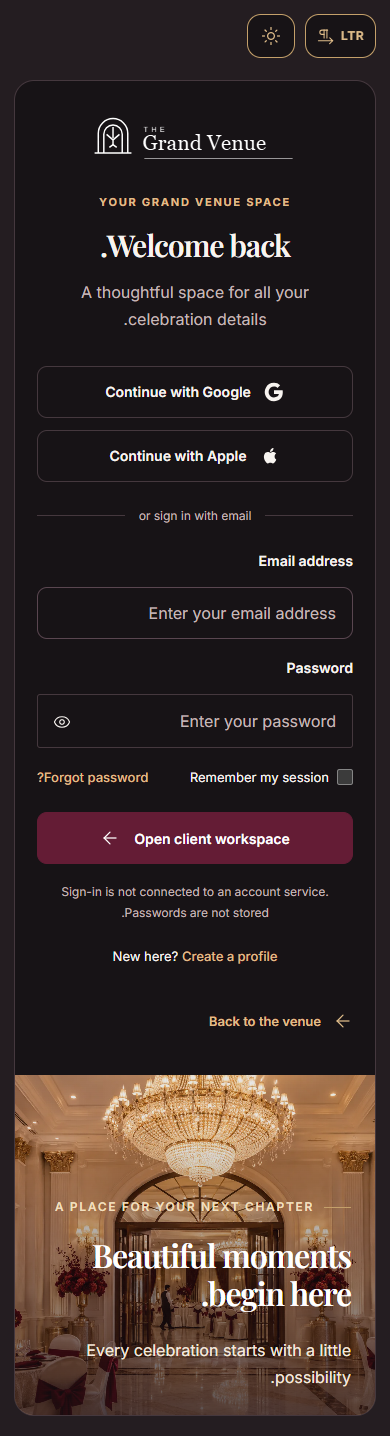 LTR
THE
Grand Venue
YOUR GRAND VENUE SPACE
.Welcome back
A thoughtful space for all your
.celebration details
Continue with Google
Continue with Apple
or sign in with email
Email address
Enter your email address
Password
Enter your password
Remember my session
?Forgot password
Open client workspace
Sign-in is not connected to an account service.
.Passwords are not stored
New here? Create a profile
Back to the venue
A PLACE FOR YOUR NEXT CHAPTER
Beautiful moments
.begin here
Every celebration starts with a little
.possibility